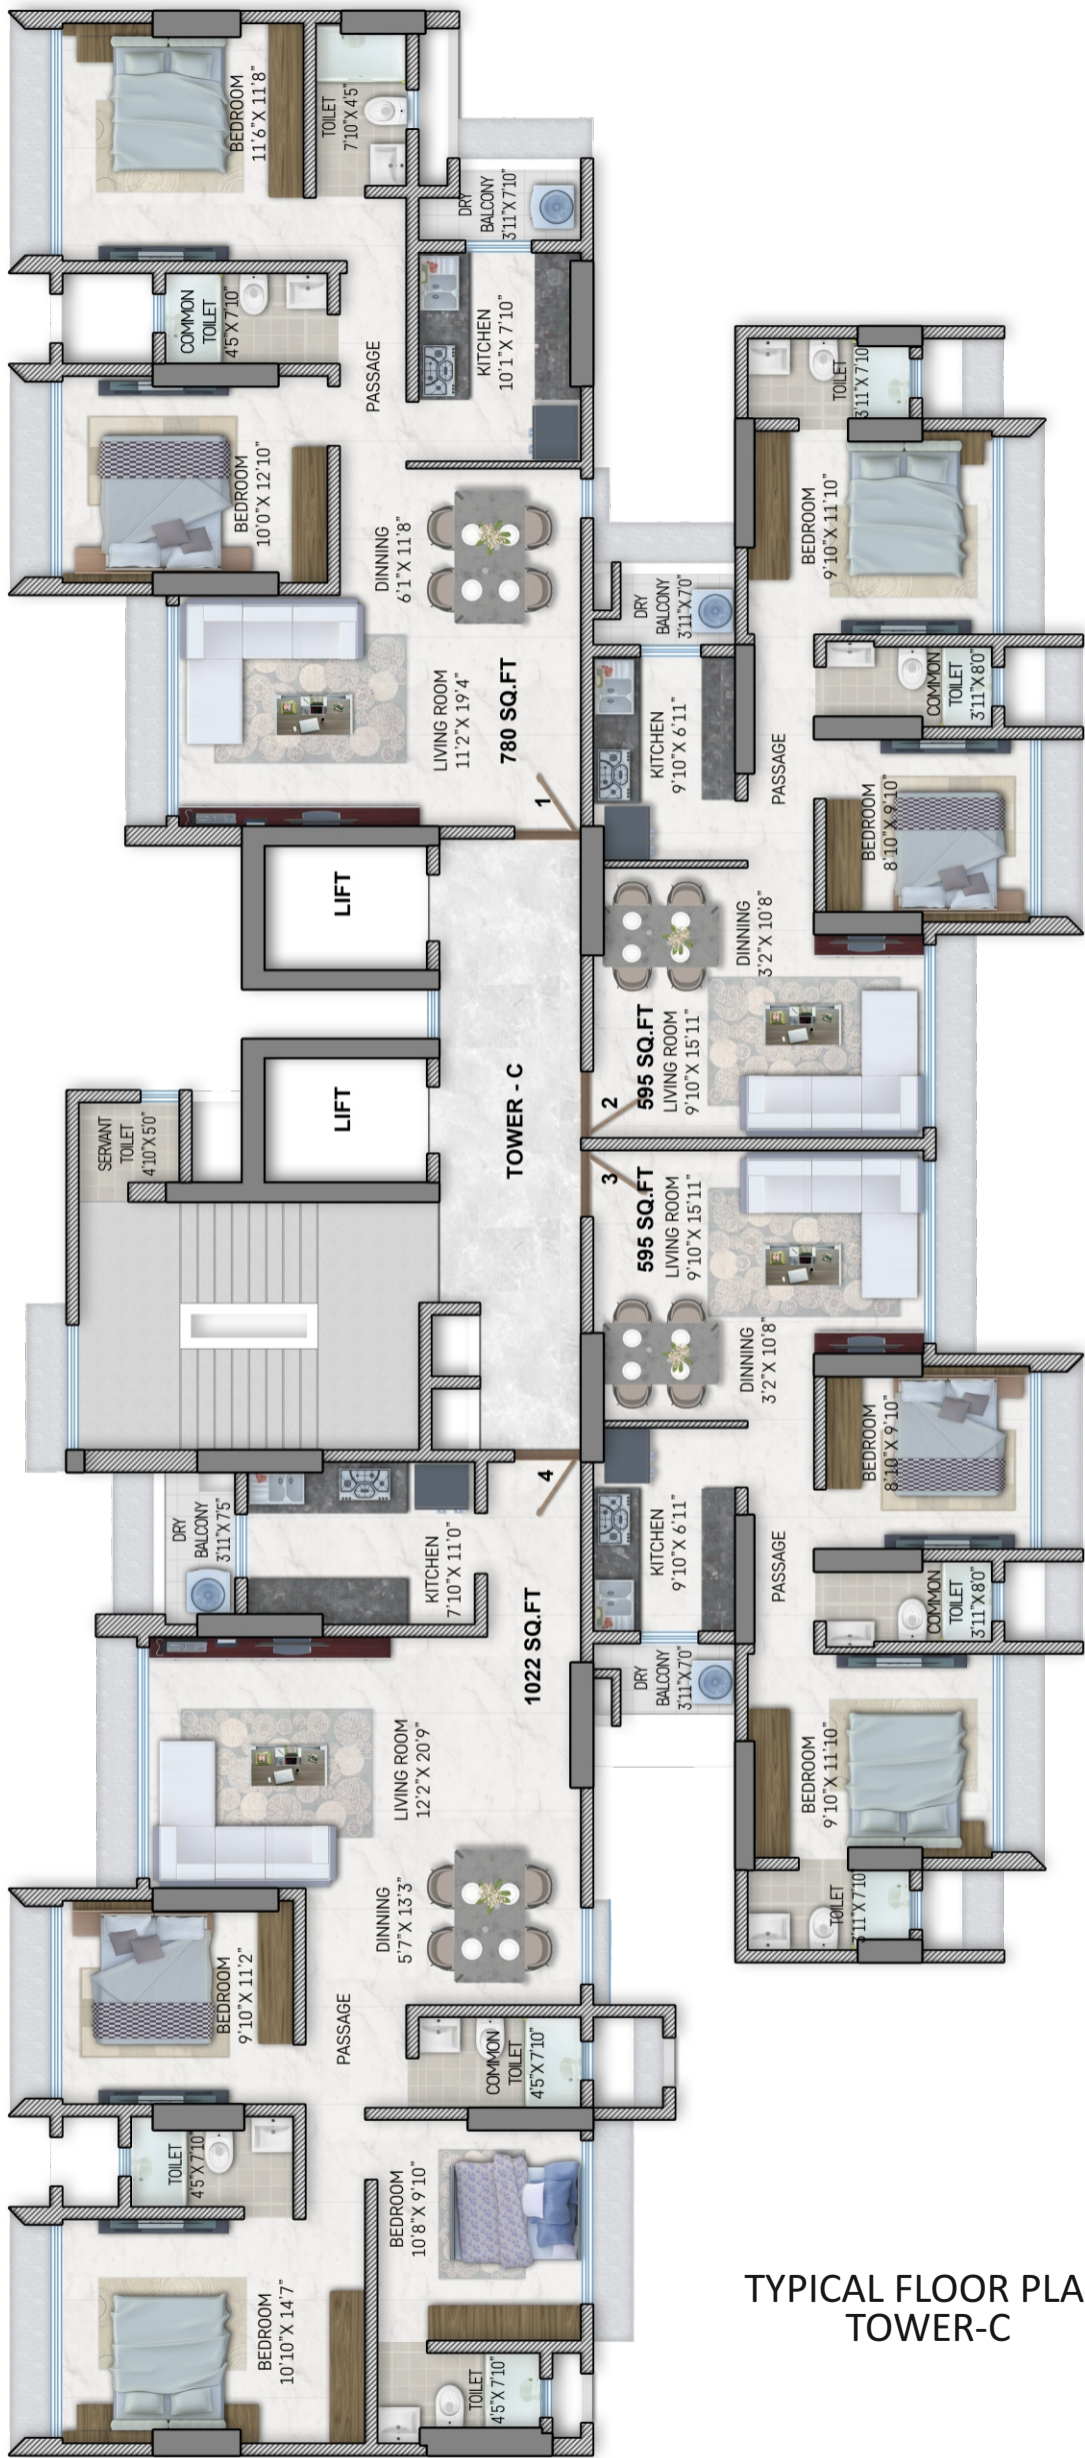 BEDROOM
11'6"X 11'8"
TOILET
7'10"X 4'5"
DRY
BALCONY
3'11"X 7'10"
COMMON
TOILET
4'5"X 7'10"
KITCHEN
10'1"X 7'10"
PASSAGE
BEDROOM
10'0"X 12'10"
DINNING
6'1"X 11'8"
LIVING ROOM
11'2"X 19'4"
780 SQ.FT
1
TOILET
3'11"X 7'10
BEDROOM
9'10"X 11'10"
DRY
BALCONY
3'11"X 7'0"
COMMON
TOILET
3'11"X 8'0"
KITCHEN
9'10"X 6'11"
PASSAGE
BEDROOM
8'10"X 9'10"
DINNING
3'2"X 10'8"
595 SQ.FT
LIVING ROOM
9'10"X 15'11"
2
LIFT
LIFT
TOWER - C
SERVANT
TOILET
4'10"X 5'0"
3
595 SQ.FT
LIVING ROOM
9'10"X 15'11"
DINNING
3'2"X 10'8"
BEDROOM
8'10"X 9'10"
KITCHEN
9'10"X 6'11"
PASSAGE
COMMON
TOILET
3'11"X 8'0"
DRY
BALCONY
3'11"X 7'0"
BEDROOM
9'10"X 11'10"
TOILET
3'11"X 7'10
4
DRY
BALCONY
3'11"X 7'5"
KITCHEN
7'10"X 11'0"
1022 SQ.FT
LIVING ROOM
12'2"X 20'9"
DINNING
5'7"X 13'3"
BEDROOM
9'10"X 11'2"
PASSAGE
COMMON
TOILET
4'5"X 7'10"
TOILET
4'5"X 7'10"
BEDROOM
10'8"X 9'10"
BEDROOM
10'10"X 14'7"
TOILET
4'5"X 7'10"
TYPICAL FLOOR PLA
TOWER-C